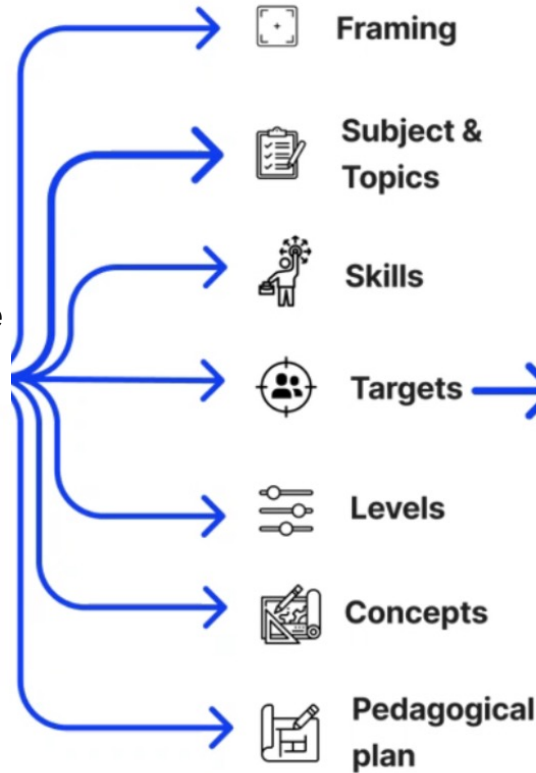 Framing
Subject &
Topics
Skills
Targets
Levels
Concepts
Pedagogical
plan